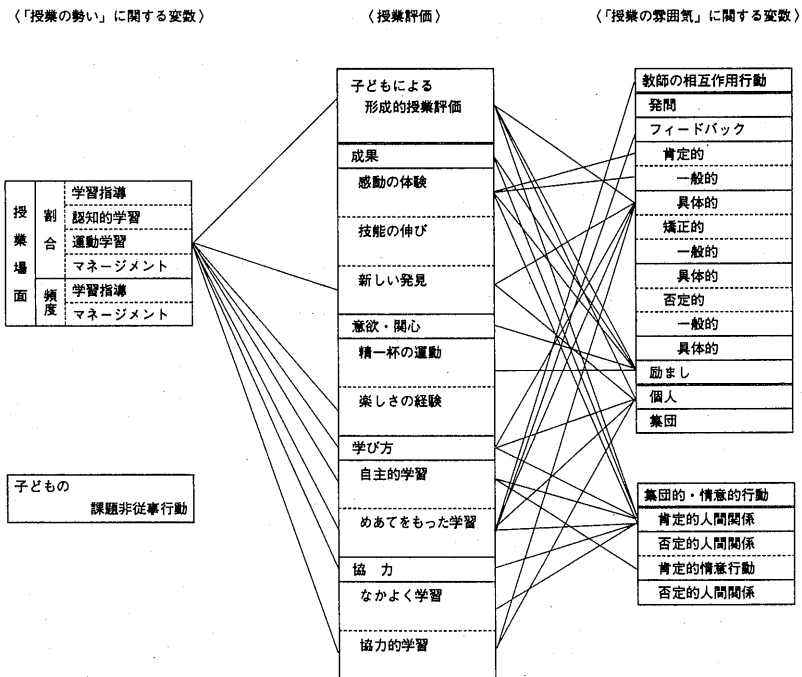 〈「授業の勢い」に関する変数〉
〈授業評価〉
〈「授業の雰囲気」に関する変数〉
授業場面
割合
学習指導
認知的学習
運動学習
マネージメント
頻度
学習指導
マネージメント
子どもの
課題非従事行動
子どもによる
形成的授業評価
成果
感動の体験
技能の伸び
新しい発見
意欲・関心
精一杯の運動
楽しさの経験
学び方
自主的学習
めあてをもった学習
協 力
なかよく学習
協力的学習
教師の相互作用行動
発問
フィードバック
肯定的
一般的
具体的
矯正的
一般的
具体的
否定的
一般的
具体的
励まし
個人
集団
集団的・情意的行動
肯定的人間関係
否定的人間関係
肯定的情意行動
否定的人間関係